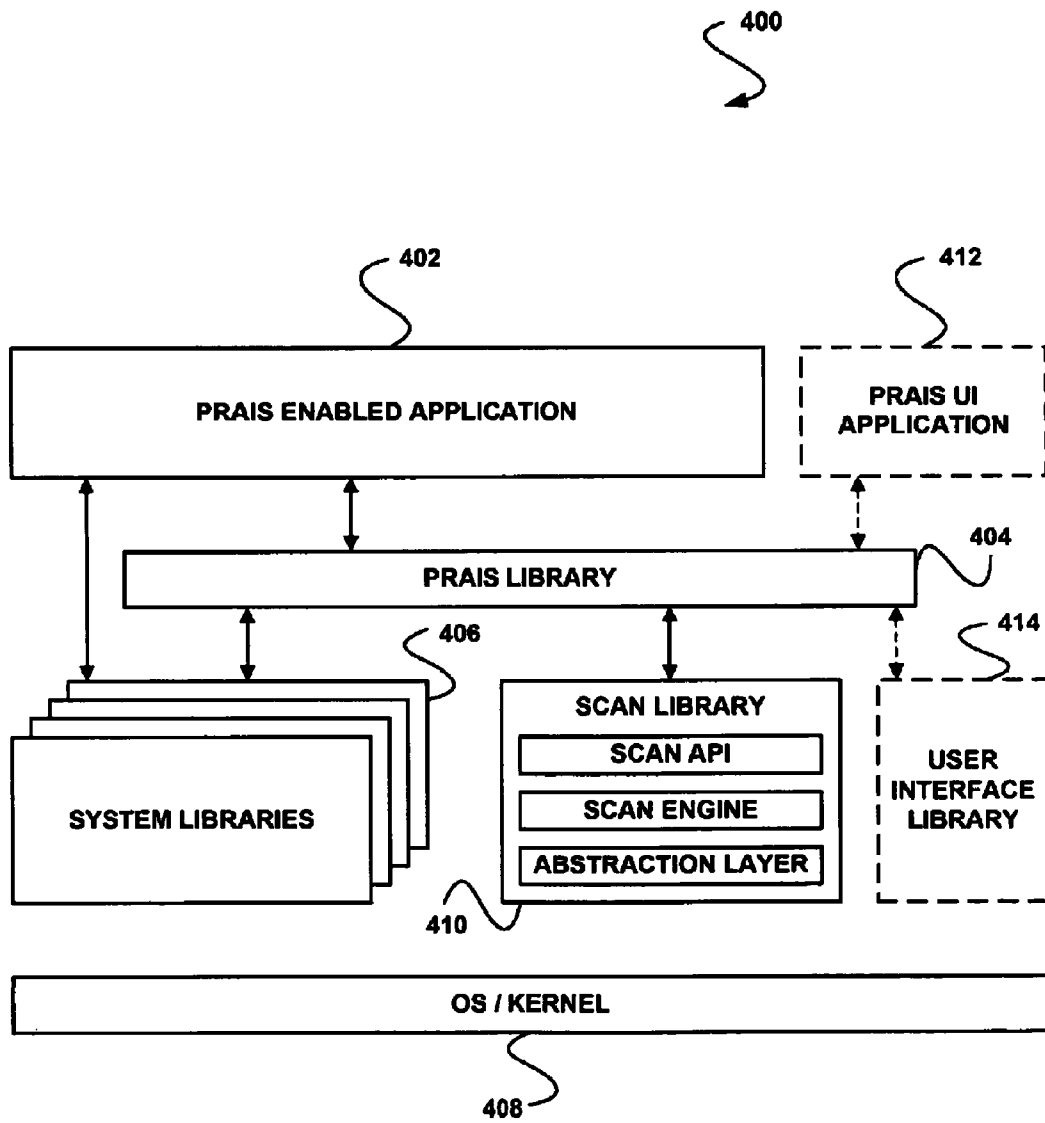 400
402
412
PRAIS ENABLED APPLICATION
PRAIS UI
APPLICATION
404
PRAIS LIBRARY
406
414
SYSTEM LIBRARIES
SCAN LIBRARY
SCAN API
SCAN ENGINE
ABSTRACTION LAYER
USER
INTERFACE
LIBRARY
410
OS / KERNEL
408